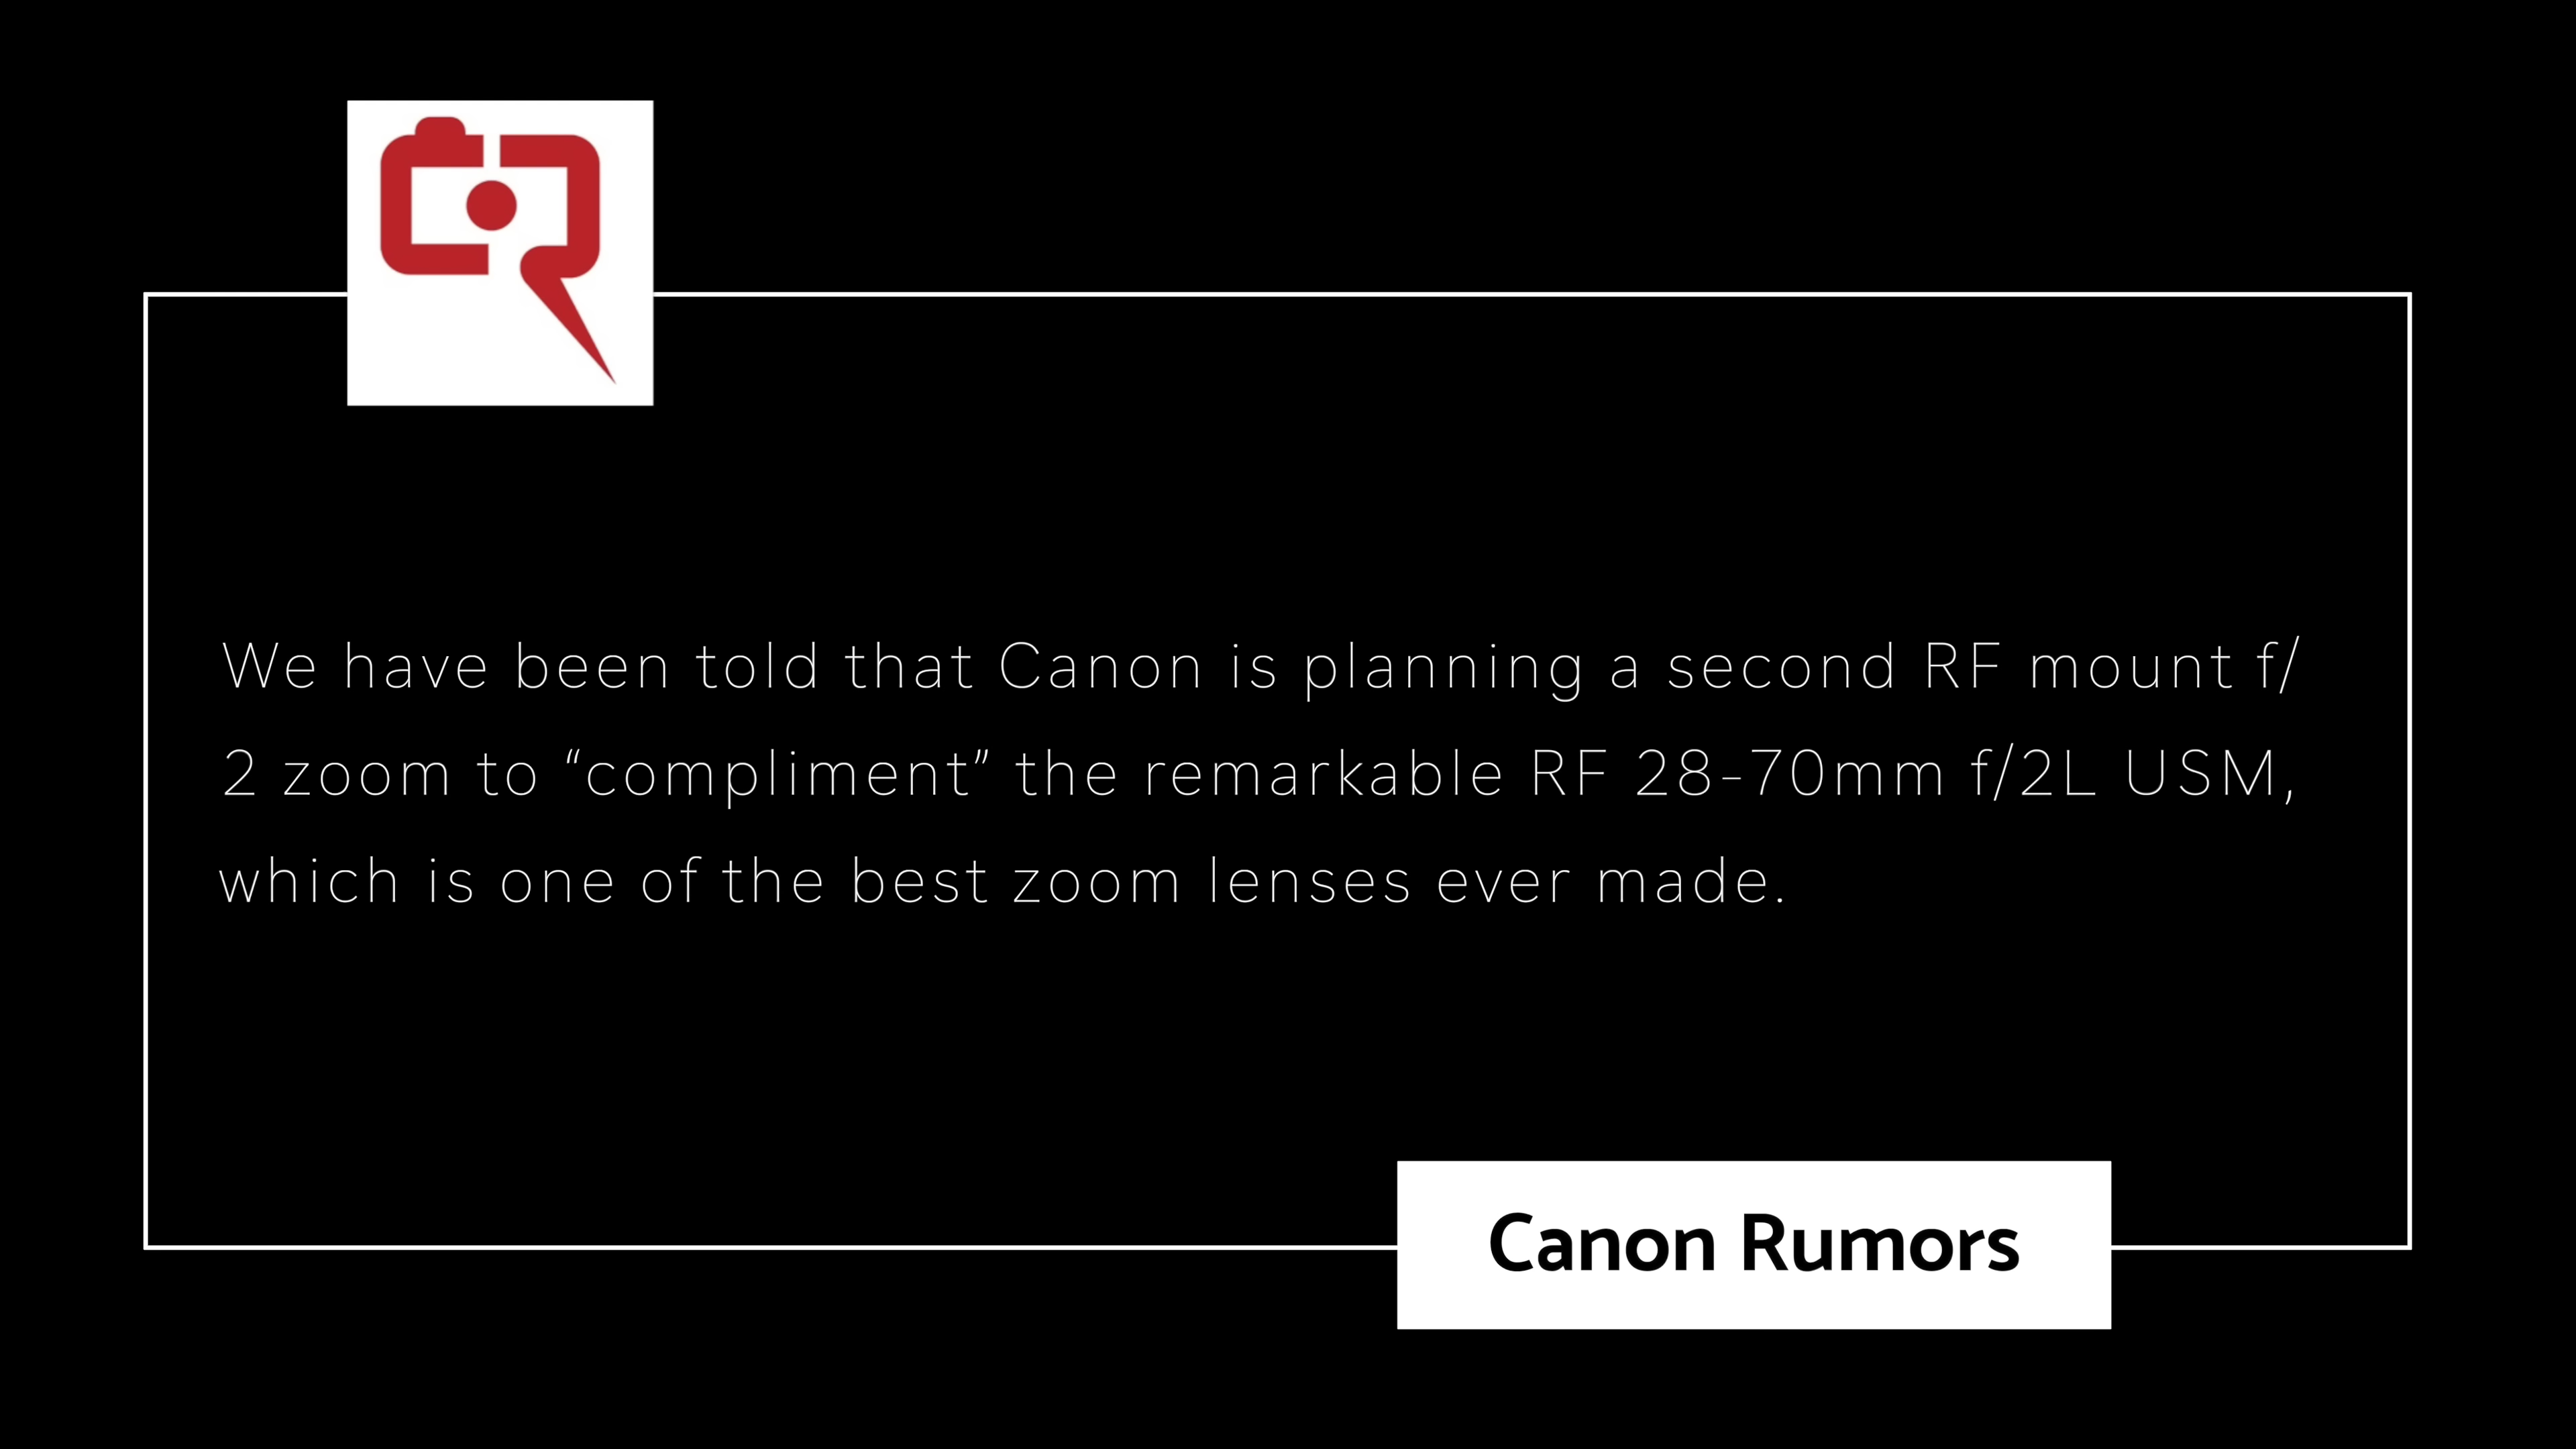 We have been told that Canon is planning a second RF mount f/
2 zoom to “compliment” the remarkable RF 28-70mm f/2L USM,
which is one of the best zoom lenses ever made.
Canon Rumors